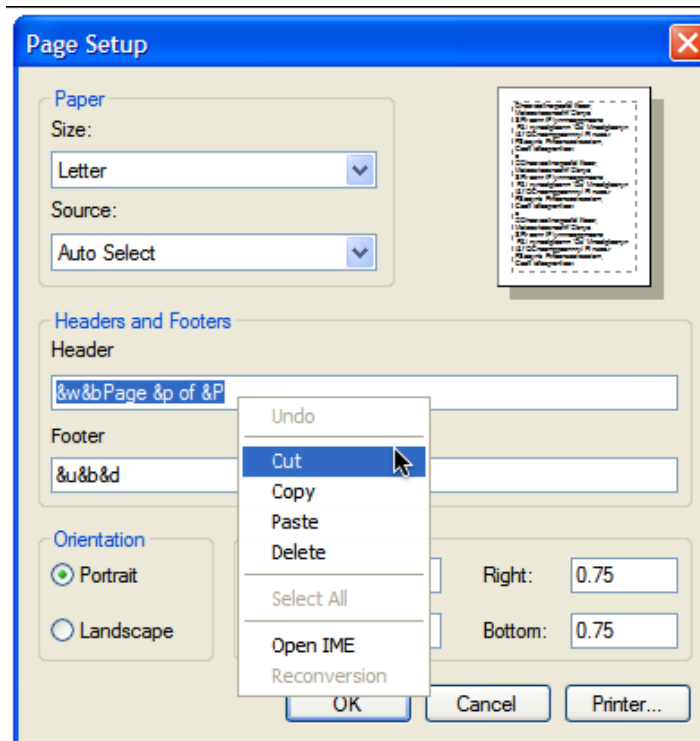 Page Setup
Paper
Size:
Letter
Source:
Auto Select
Headers and Footers
Header
&w&bPage &p of &P
Footer
&u&b&d
Undo
Cut
Copy
Paste
Delete
Select All
Open IME
Reconversion
Orientation
Portrait
Landscape
Right: 0.75
Bottom: 0.75
OK Cancel Printer...